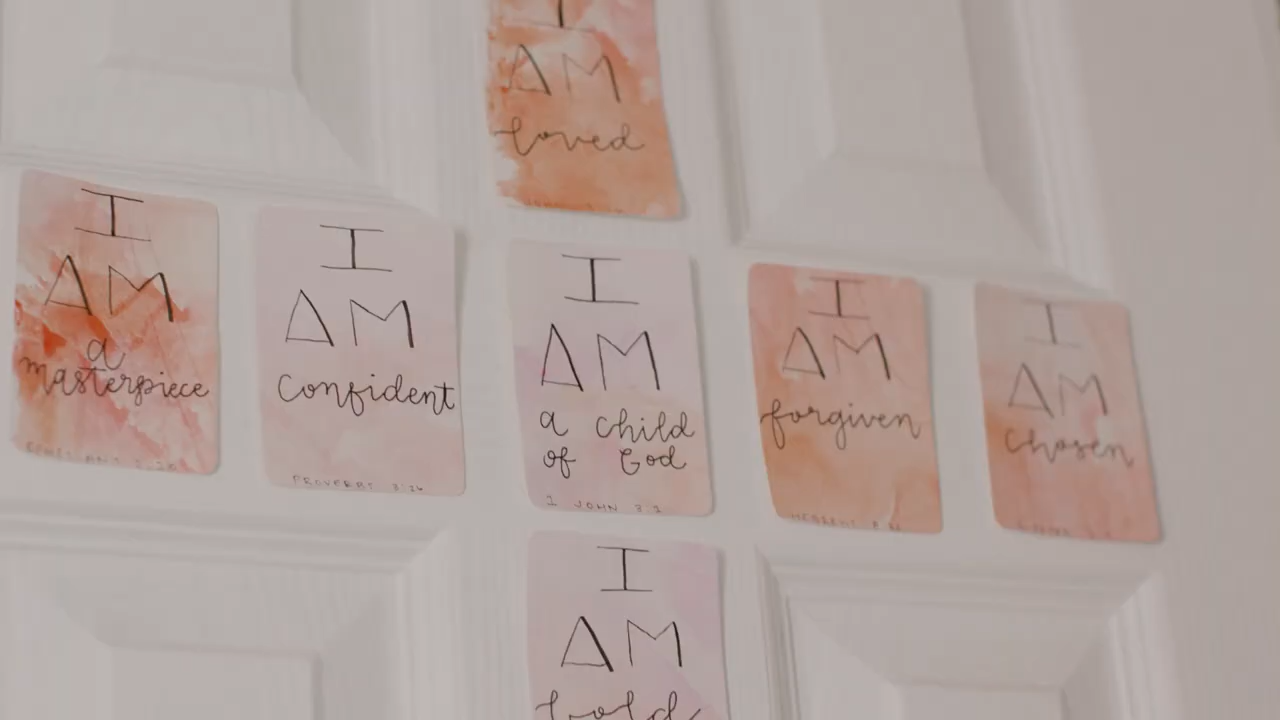 I
AM
loved
I
AM
a
masterpiece
I
AM
confident
PROVERBS 3:26
I
AM
a child
of God
1 JOHN 3:1
I
AM
forgiven
I
AM
chosen
I
AM